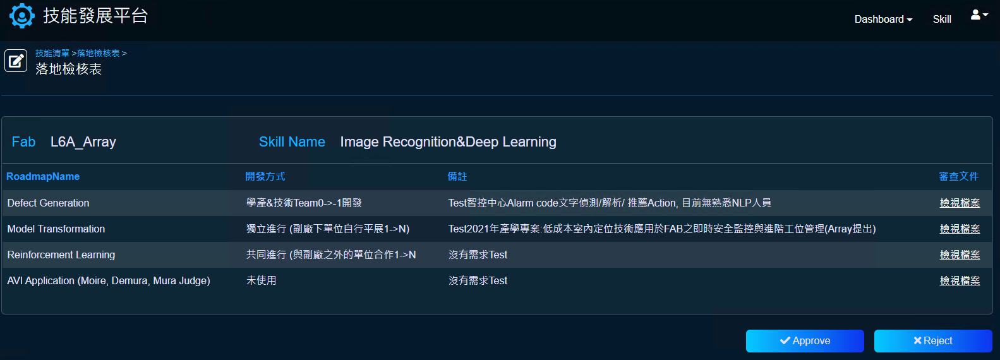 技能發展平台
Dashboard Skill
技能清單 >落地檢核表 >
落地檢核表
Fab L6A_Array Skill Name Image Recognition&Deep Learning
RoadmapName 開發方式 備註 審查文件
Defect Generation 學產&技術Team0->-1開發 Test智控中心Alarm code文字偵測/解析/ 推薦Action, 目前無熟悉NLP人員 檢視檔案
Model Transformation 獨立進行 (副廠下單位自行平展1->N) Test2021年產學專案:低成本室內定位技術應用於FAB之即時安全監控與進階工位管理(Array提出) 檢視檔案
Reinforcement Learning 共同進行 (與副廠之外的單位合作1->N 沒有需求Test 檢視檔案
AVI Application (Moire, Demura, Mura Judge) 未使用 沒有需求Test 檢視檔案
Approve Reject